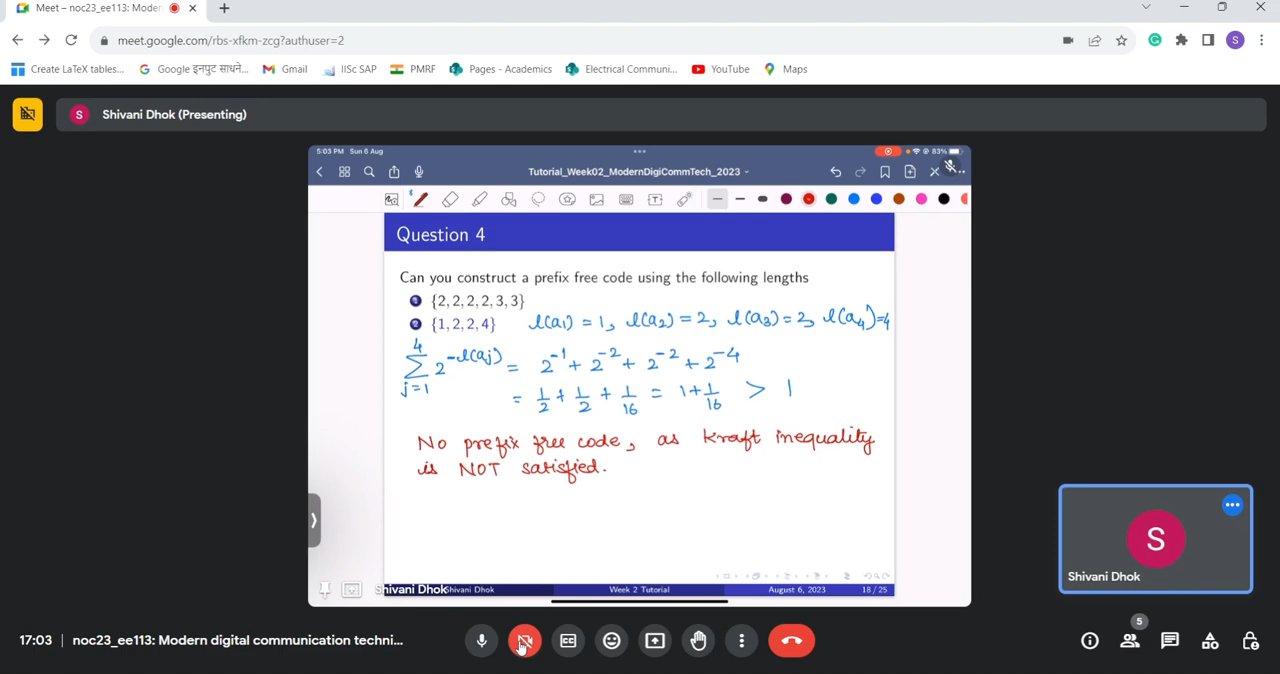 Meet – noc23_ee113: Moder
meet.google.com/rbs-xfkm-zcg?authuser=2
S
Create LaTeX tables... Google इनपुट साधने... Gmail IISc SAP PMRF Pages - Academics Electrical Communi... YouTube Maps
S Shivani Dhok (Presenting)
5:03 PM Sun 6 Aug 83%
Tutorial_Week02_ModernDigiCommTech_2023
Question 4
Can you construct a prefix free code using the following lengths
1 {2, 2, 2, 2, 3, 3}
2 {1, 2, 2, 4} l(a1) = 1, l(a2) = 2, l(a3) = 2, l(a4) = 4
4
∑ 2^-l(aj) = 2^-1 + 2^-2 + 2^-2 + 2^-4
j=1
= 1/2 + 1/2 + 1/16 = 1 + 1/16 > 1
No prefix free code, as Kraft inequality
is NOT satisfied.
S
Shivani Dhok
Shivani Dhok Shivani Dhok Week 2 Tutorial August 6, 2023 18 / 25
17:03 | noc23_ee113: Modern digital communication techni...
5